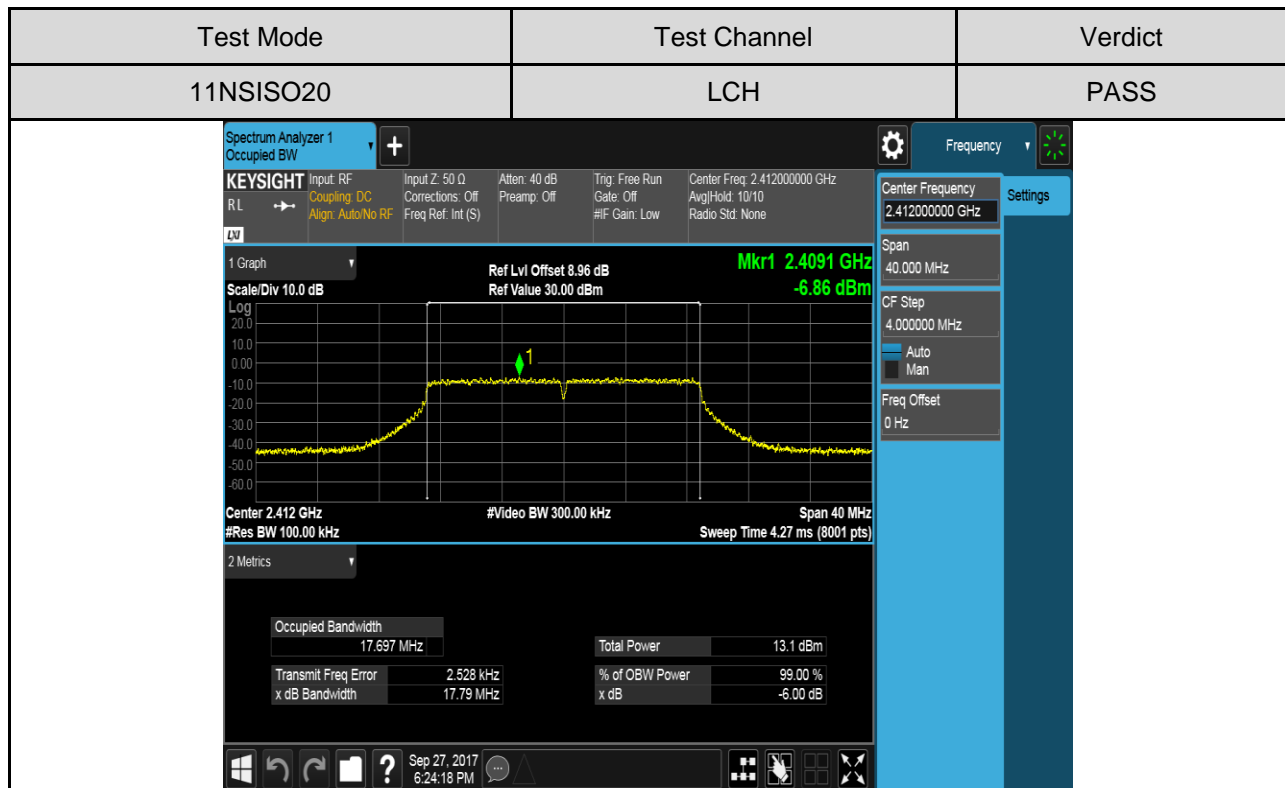 Test Mode Test Channel Verdict
11NSISO20 LCH PASS
Spectrum Analyzer 1
Occupied BW
Frequency
KEYSIGHT Input: RF Input Z: 50 Ω Atten: 40 dB Trig: Free Run Center Freq: 2.412000000 GHz
RL Coupling: DC Corrections: Off Preamp: Off Gate: Off Avg|Hold: 10/10
Align: Auto/No RF Freq Ref: Int (S) #IF Gain: Low Radio Std: None
LXI
Center Frequency
2.412000000 GHz
Settings
Span
40.000 MHz
CF Step
4.000000 MHz
Auto
Man
Freq Offset
0 Hz
1 Graph
Ref Lvl Offset 8.96 dB Mkr1 2.4091 GHz
Scale/Div 10.0 dB Ref Value 30.00 dBm -6.86 dBm
Log
20.0
10.0
1
0.00
-10.0
-20.0
-30.0
-40.0
-50.0
-60.0
Center 2.412 GHz #Video BW 300.00 kHz Span 40 MHz
#Res BW 100.00 kHz Sweep Time 4.27 ms (8001 pts)
2 Metrics
Occupied Bandwidth
17.697 MHz Total Power 13.1 dBm
Transmit Freq Error 2.528 kHz % of OBW Power 99.00 %
x dB Bandwidth 17.79 MHz x dB -6.00 dB
? Sep 27, 2017
6:24:18 PM